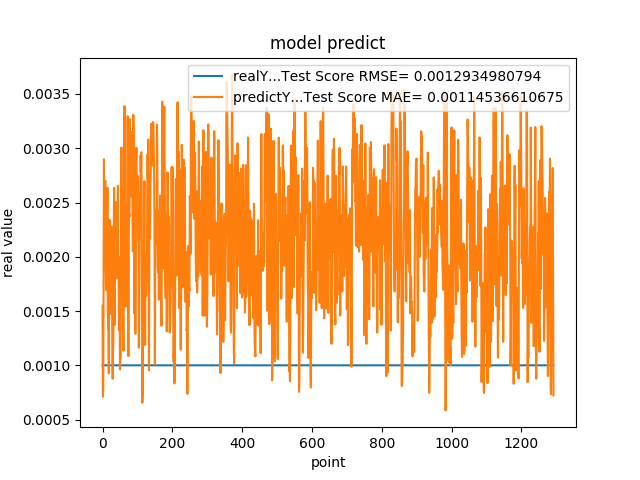 model predict
realY...Test Score RMSE= 0.0012934980794
predictY...Test Score MAE= 0.00114536610675
0.0035
0.0030
0.0025
0.0020
0.0015
0.0010
0.0005
real value
0 200 400 600 800 1000 1200
point